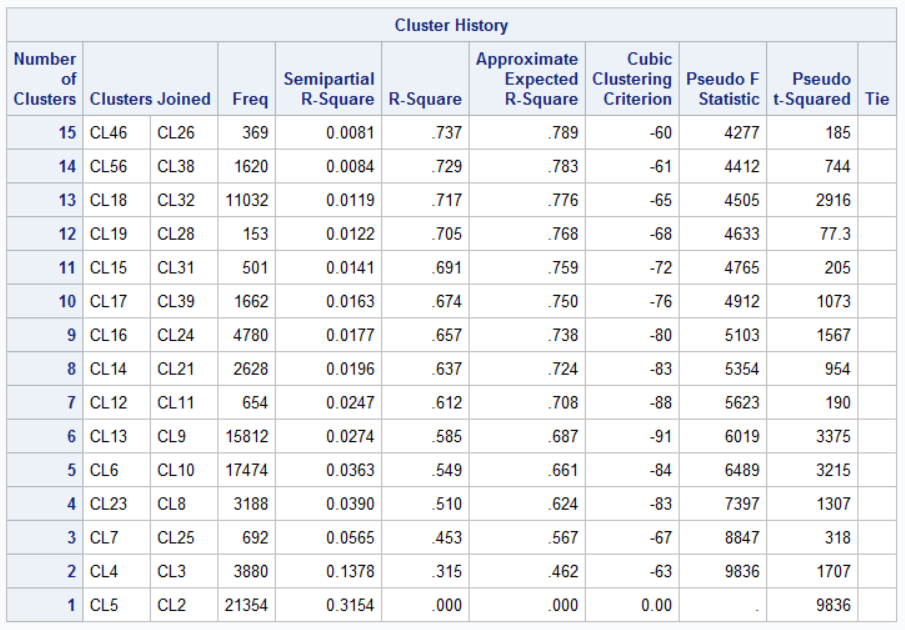 Cluster History
Number of Clusters Clusters Joined Freq Semipartial R-Square R-Square Approximate Expected R-Square Cubic Clustering Criterion Pseudo F Statistic Pseudo t-Squared Tie
15 CL46 CL26 369 0.0081 .737 .789 -60 4277 185
14 CL56 CL38 1620 0.0084 .729 .783 -61 4412 744
13 CL18 CL32 11032 0.0119 .717 .776 -65 4505 2916
12 CL19 CL28 153 0.0122 .705 .768 -68 4633 77.3
11 CL15 CL31 501 0.0141 .691 .759 -72 4765 205
10 CL17 CL39 1662 0.0163 .674 .750 -76 4912 1073
9 CL16 CL24 4780 0.0177 .657 .738 -80 5103 1567
8 CL14 CL21 2628 0.0196 .637 .724 -83 5354 954
7 CL12 CL11 654 0.0247 .612 .708 -88 5623 190
6 CL13 CL9 15812 0.0274 .585 .687 -91 6019 3375
5 CL6 CL10 17474 0.0363 .549 .661 -84 6489 3215
4 CL23 CL8 3188 0.0390 .510 .624 -83 7397 1307
3 CL7 CL25 692 0.0565 .453 .567 -67 8847 318
2 CL4 CL3 3880 0.1378 .315 .462 -63 9836 1707
1 CL5 CL2 21354 0.3154 .000 .000 0.00 . 9836